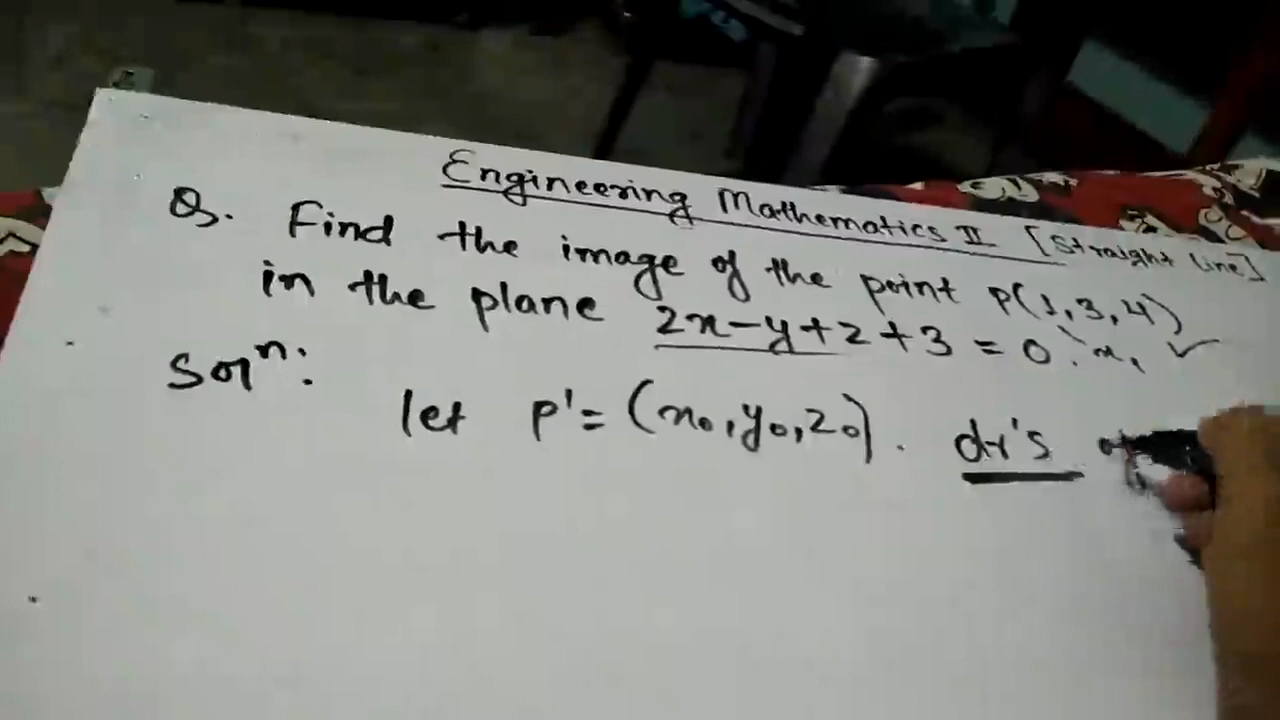 Engineering Mathematics II [Straight Line]
Q. Find the image of the point P(1,3,4)
in the plane 2x-y+z+3=0
Solⁿ:
let P'=(x₀,y₀,z₀). dr's of